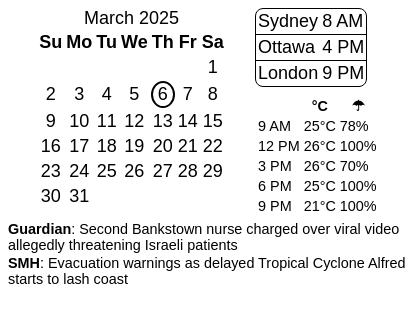 March 2025
Su Mo Tu We Th Fr Sa
1
2 3 4 5 6 7 8
9 10 11 12 13 14 15
16 17 18 19 20 21 22
23 24 25 26 27 28 29
30 31
Sydney 8 AM
Ottawa 4 PM
London 9 PM
°C ☂
9 AM 25°C 78%
12 PM 26°C 100%
3 PM 26°C 70%
6 PM 25°C 100%
9 PM 21°C 100%
Guardian: Second Bankstown nurse charged over viral video
allegedly threatening Israeli patients
SMH: Evacuation warnings as delayed Tropical Cyclone Alfred
starts to lash coast